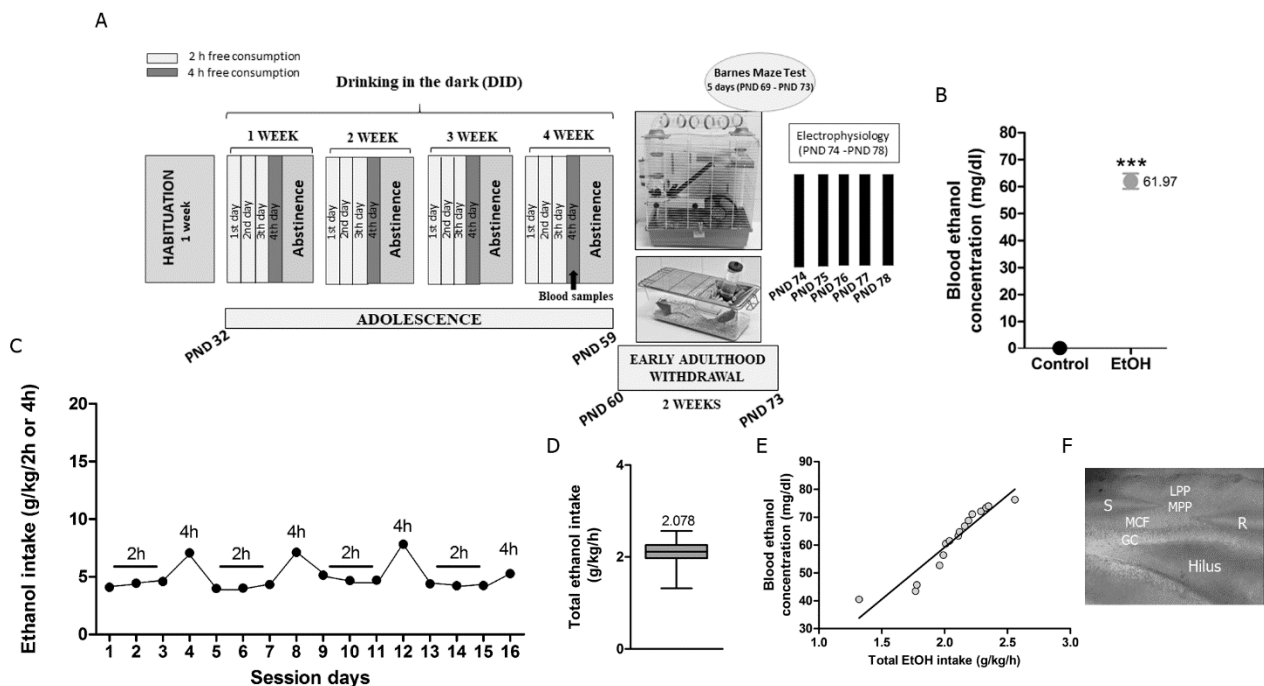 A
2 h free consumption
4 h free consumption
Drinking in the dark (DID)
1 WEEK
2 WEEK
3 WEEK
4 WEEK
HABITUATION
1 week
1st day
2nd day
3th day
4th day
Abstinence
1st day
2nd day
3th day
4th day
Abstinence
1st day
2nd day
3th day
4th day
Abstinence
1st day
2nd day
3th day
4th day
Abstinence
Blood samples
ADOLESCENCE
PND 32
PND 59
Barnes Maze Test
5 days (PND 69 - PND 73)
EARLY ADULTHOOD
WITHDRAWAL
2 WEEKS
PND 60
PND 73
Electrophysiology
(PND 74 -PND 78)
PND 74
PND 75
PND 76
PND 77
PND 78
B
Blood ethanol
concentration (mg/dl)
80
70
60
50
40
30
20
10
0
***
61.97
Control
EtOH
C
Ethanol intake (g/kg/2h or 4h)
20
15
10
5
0
2h
4h
2h
4h
2h
4h
2h
4h
1 2 3 4 5 6 7 8 9 10 11 12 13 14 15 16
Session days
D
Total ethanol intake
(g/kg/h)
4
2
0
2.078
E
Blood ethanol
concentration (mg/dl)
90
80
70
60
50
40
30
1.0 1.5 2.0 2.5 3.0
Total EtOH intake (g/kg/h)
F
S
LPP
MPP
MCF
GC
R
Hilus